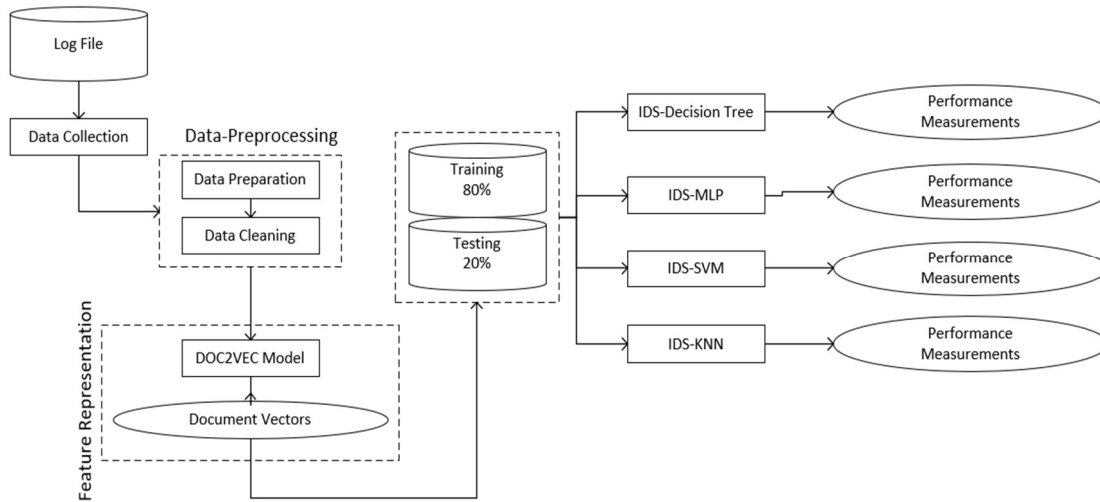 Log File
Data Collection
Data-Preprocessing
Data Preparation
Data Cleaning
Feature Representation
DOC2VEC Model
Document Vectors
Training
80%
Testing
20%
IDS-Decision Tree
Performance
Measurements
IDS-MLP
Performance
Measurements
IDS-SVM
Performance
Measurements
IDS-KNN
Performance
Measurements